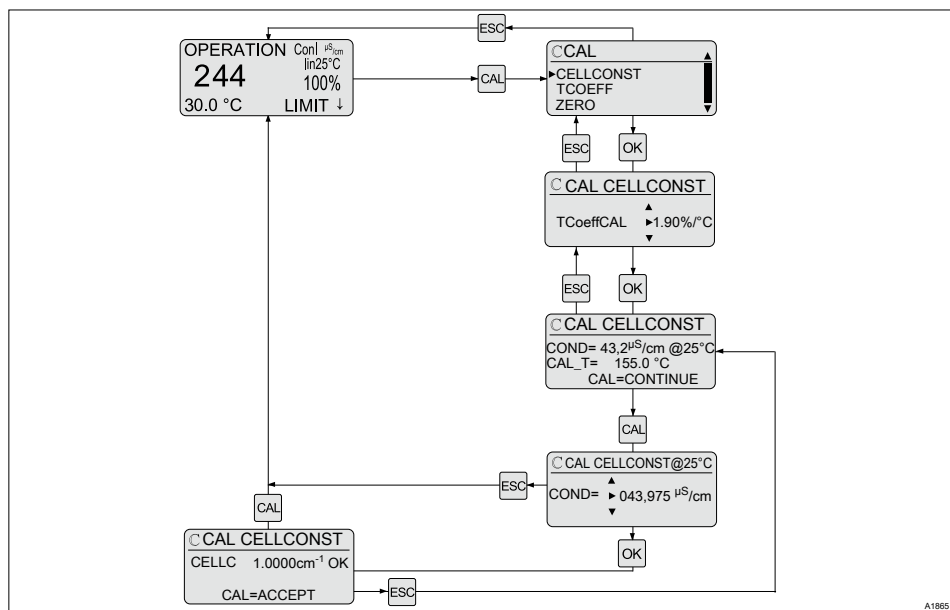 ESC
OPERATION Conl µS/cm
lin25°C
244
100%
30.0 °C LIMIT ↓
CAL
ℂCAL
▲
►CELLCONST
TCOEFF
ZERO
▼
ESC
OK
ℂ CAL CELLCONST
▲
TCoeffCAL ►1.90%/°C
▼
ESC
OK
ℂ CAL CELLCONST
COND= 43,2µS/cm @25°C
CAL_T= 155.0 °C
CAL=CONTINUE
CAL
ℂ CAL CELLCONST@25°C
▲
COND= ► 043,975 µS/cm
▼
ESC
CAL
OK
ℂ CAL CELLCONST
CELLC 1.0000cm-1 OK
CAL=ACCEPT
ESC
A1865